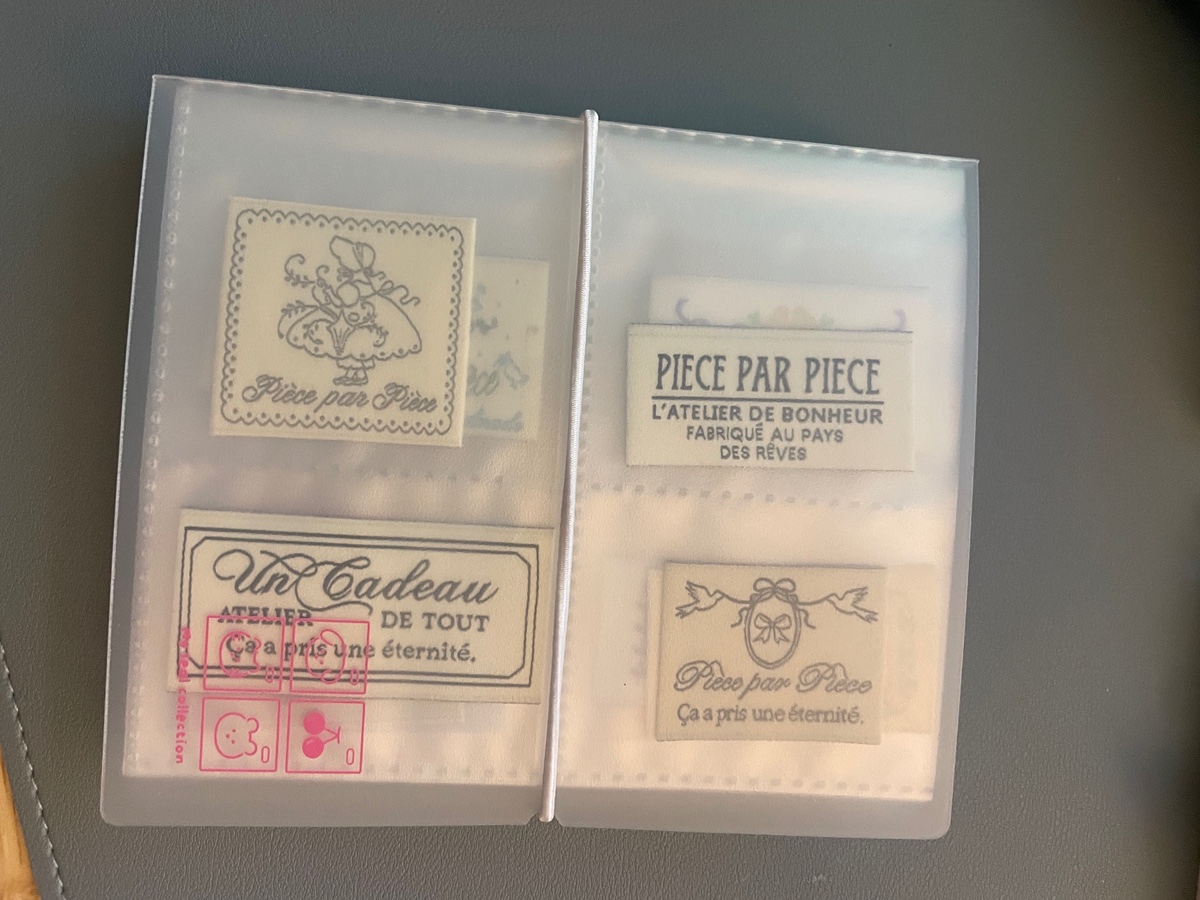 Pièce par Pièce
PIECE PAR PIECE
L'ATELIER DE BONHEUR
FABRIQUÉ AU PAYS
DES RÊVES
Un Cadeau
ATELIER DE TOUT
Ça a pris une éternité.
collection
Pièce par Pièce
Ça a pris une éternité.